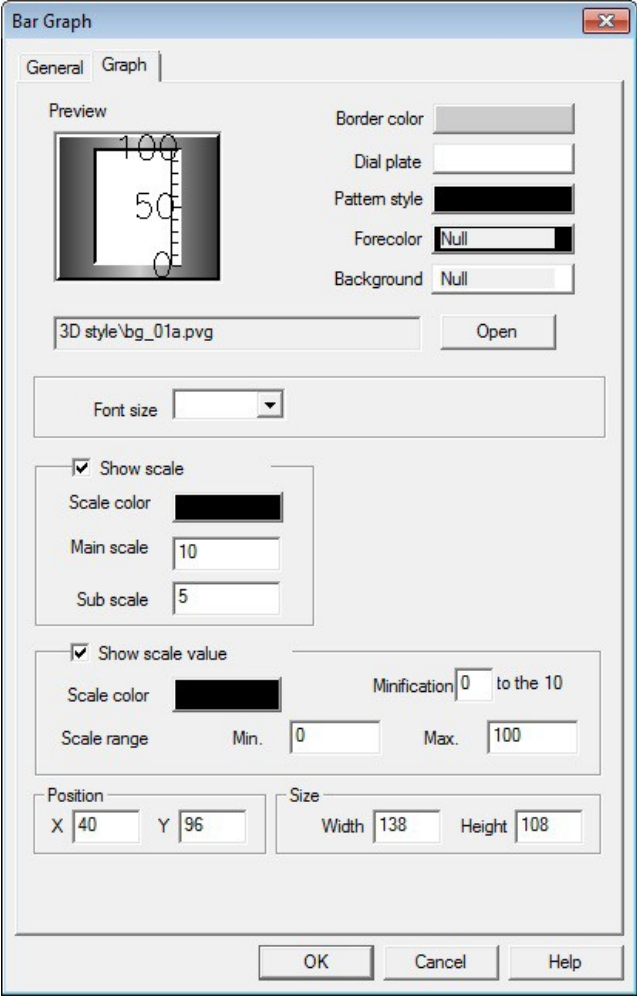 Bar Graph
General Graph
Preview
100
50
0
Border color
Dial plate
Pattern style
Forecolor Null
Background Null
3D style\bg_01a.pvg Open
Font size
Show scale
Scale color
Main scale 10
Sub scale 5
Show scale value
Scale color Minification 0 to the 10
Scale range Min. 0 Max. 100
Position Size
X 40 Y 96 Width 138 Height 108
OK Cancel Help